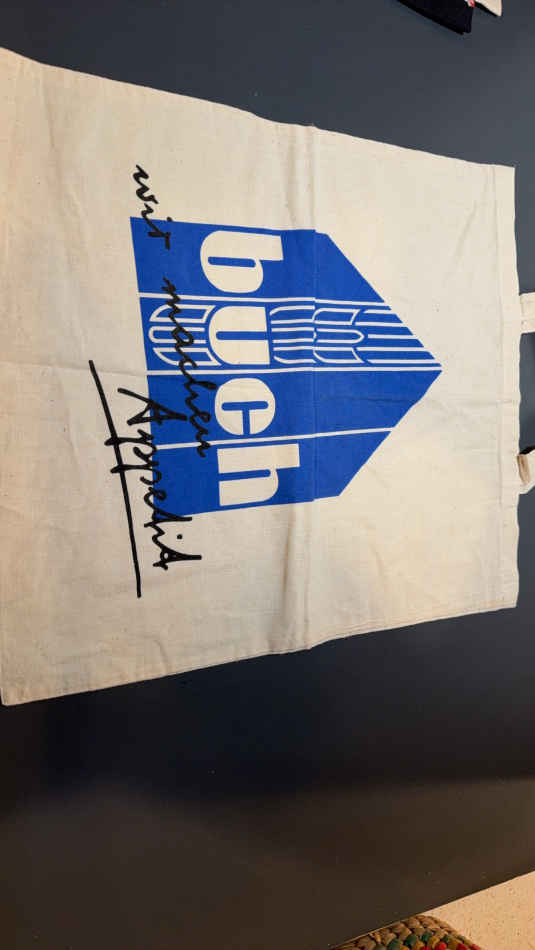 buch
wir machen
Appetit